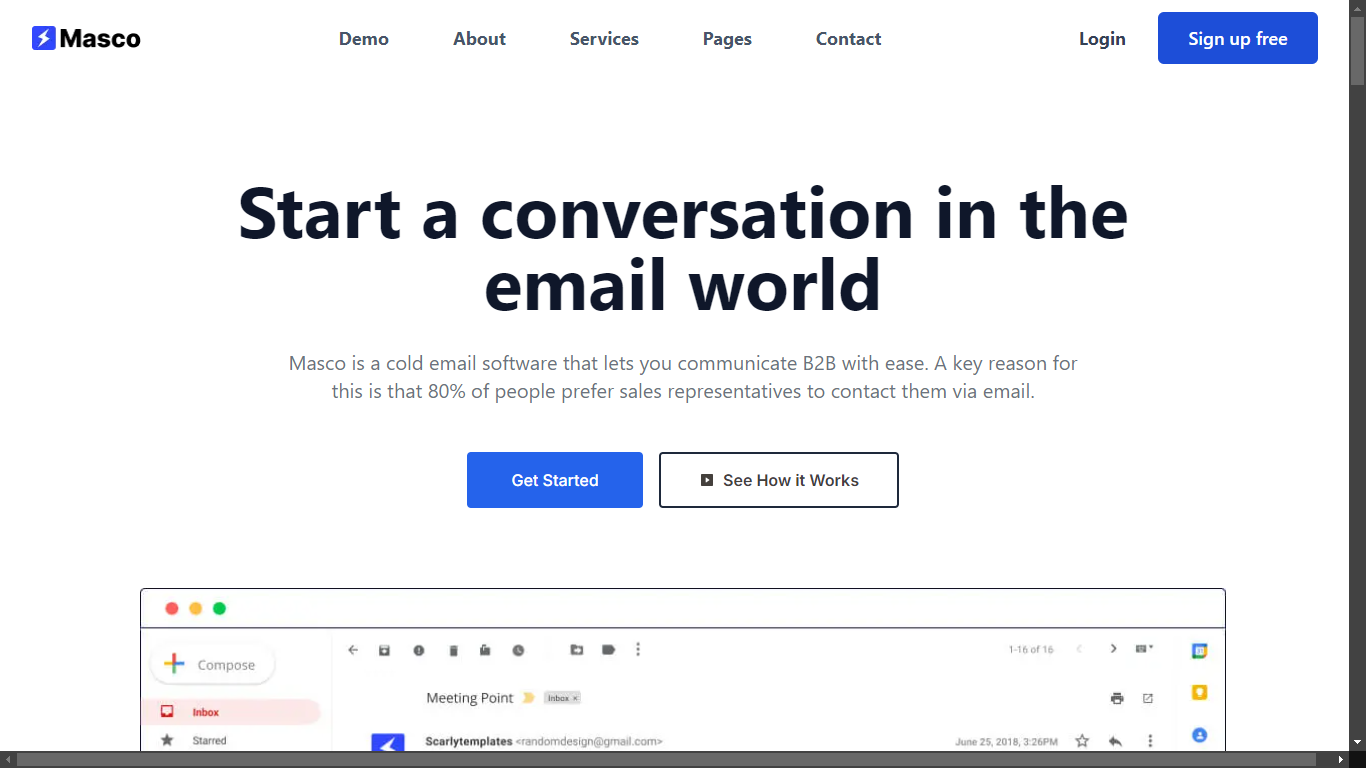 Masco
Demo
About
Services
Pages
Contact
Login
Sign up free
Start a conversation in the
email world
Masco is a cold email software that lets you communicate B2B with ease. A key reason for
this is that 80% of people prefer sales representatives to contact them via email.
Get Started
See How it Works
Compose
1-16 of 16
Meeting Point
Inbox ×
Inbox
Starred
Scarlytemplates <randomdesign@gmail.com>
June 25, 2018, 3:26PM